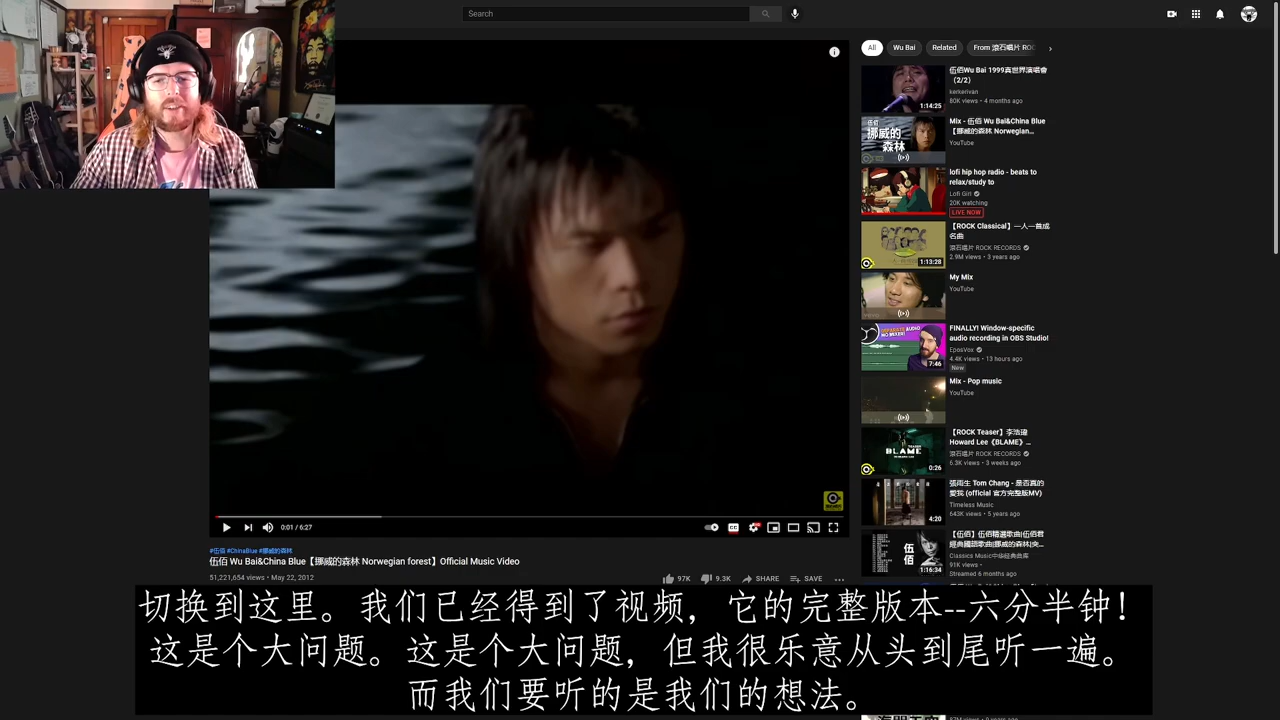 Search
All
Wu Bai
Related
From 滾石唱片 ROC
伍佰Wu Bai 1999真世界演唱會
(2/2)
kerkerivan
80K views • 4 months ago
1:14:25
Mix - 伍佰 Wu Bai&China Blue
【挪威的森林 Norwegian...
YouTube
伍佰
挪威的
森林
lofi hip hop radio - beats to
relax/study to
Lofi Girl
20K watching
LIVE NOW
【ROCK Classical】一人一首成
名曲
滾石唱片 ROCK RECORDS
2.9M views • 3 years ago
1:13:28
My Mix
YouTube
FINALLY! Window-specific
audio recording in OBS Studio!
EposVox
4.4K views • 13 hours ago
New
7:46
Mix - Pop music
YouTube
【ROCK Teaser】李浩瑋
Howard Lee《BLAME》...
滾石唱片 ROCK RECORDS
6.3K views • 3 weeks ago
BLAME
0:26
張雨生 Tom Chang - 是否真的
愛我 (official 官方完整版MV)
Timeless Music
643K views • 5 years ago
4:20
【伍佰】伍佰精選歌曲|伍佰君
經典國語歌曲|挪威的森林|突...
Classics Music中华经典曲库
91K views •
Streamed 6 months ago
伍佰
1:16:34
0:01 / 6:27
#伍佰 #ChinaBlue #挪威的森林
伍佰 Wu Bai&China Blue【挪威的森林 Norwegian forest】Official Music Video
51,221,654 views • May 22, 2012
97K
9.3K
SHARE
SAVE
切换到这里。我们已经得到了视频，它的完整版本--六分半钟！
这是个大问题。这是个大问题，但我很乐意从头到尾听一遍。
而我们要听的是我们的想法。